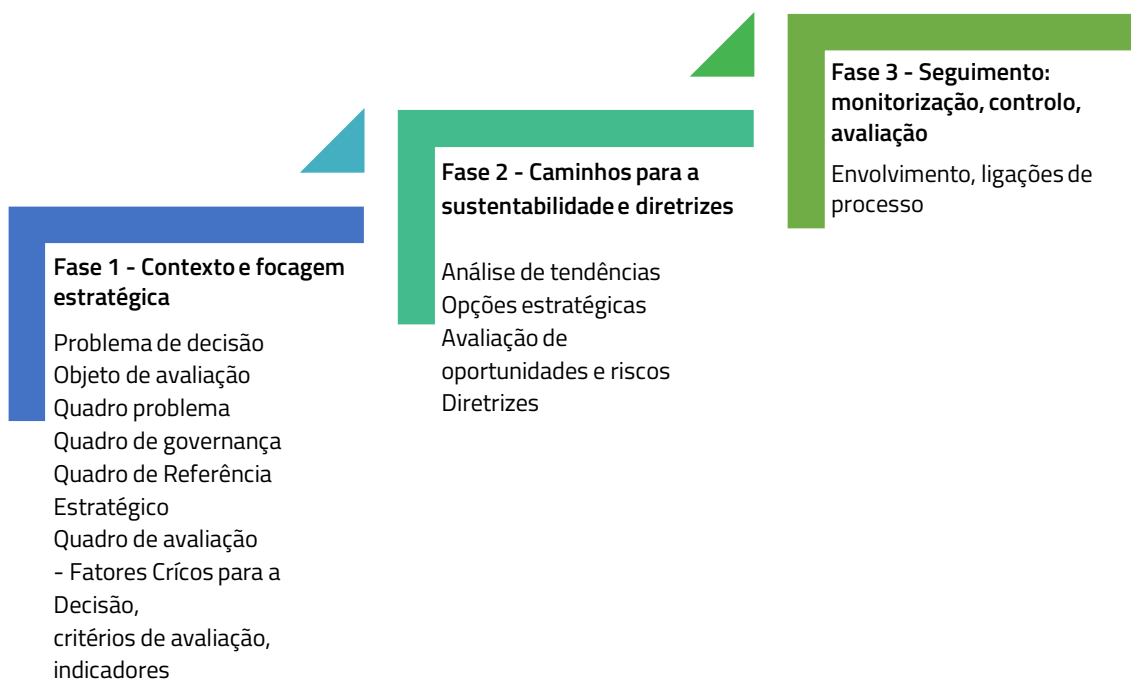 Fase 1 - Contexto e focagem
estratégica
Problema de decisão
Objeto de avaliação
Quadro problema
Quadro de governança
Quadro de Referência
Estratégico
Quadro de avaliação
- Fatores Crícos para a
Decisão,
critérios de avaliação,
indicadores
Fase 2 - Caminhos para a
sustentabilidade e diretrizes
Análise de tendências
Opções estratégicas
Avaliação de
oportunidades e riscos
Diretrizes
Fase 3 - Seguimento:
monitorização, controlo,
avaliação
Envolvimento, ligações de
processo